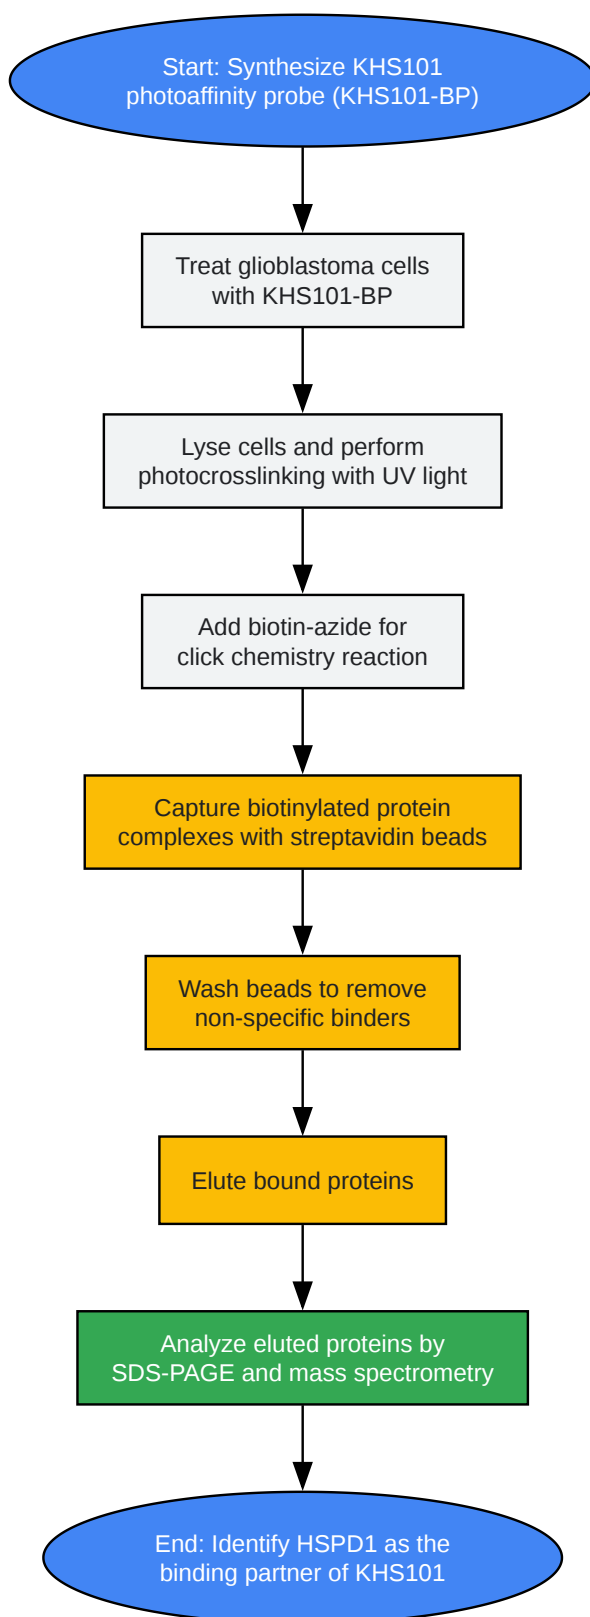 Start: Synthesize KHS101
photoaffinity probe (KHS101-BP)
Treat glioblastoma cells
with KHS101-BP
Lyse cells and perform
photocrosslinking with UV light
Add biotin-azide for
click chemistry reaction
Capture biotinylated protein
complexes with streptavidin beads
Wash beads to remove
non-specific binders
Elute bound proteins
Analyze eluted proteins by
SDS-PAGE and mass spectrometry
End: Identify HSPD1 as the
binding partner of KHS101